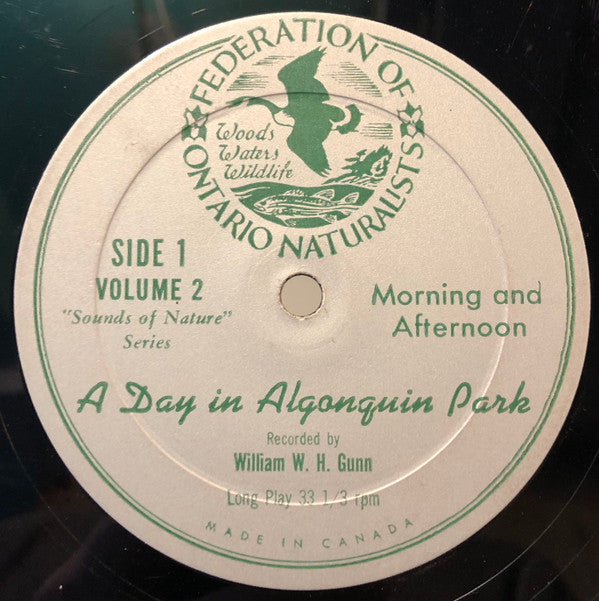 FEDERATION OF
ONTARIO NATURALISTS
Woods
Waters
Wildlife
SIDE 1
VOLUME 2
"Sounds of Nature"
Series
Morning and
Afternoon
A Day in Algonquin Park
Recorded by
William W. H. Gunn
Long Play 33 1/3 rpm
MADE IN CANADA